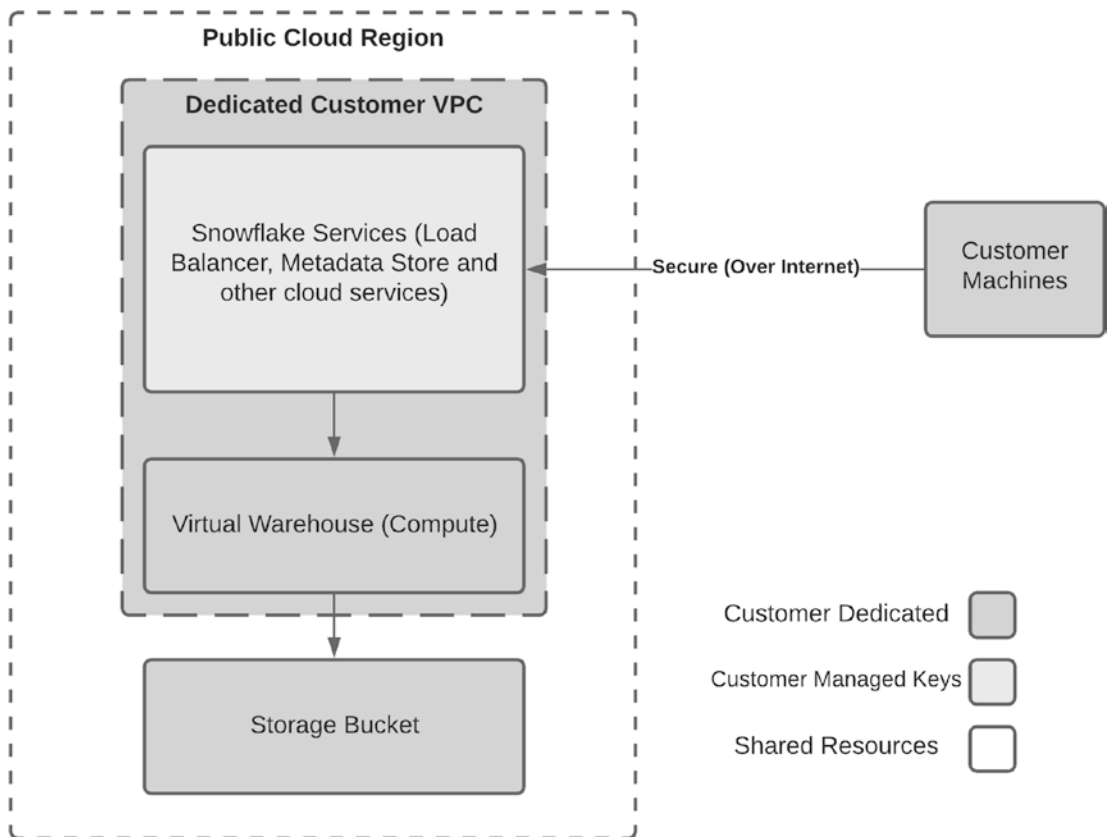 Public Cloud Region
Dedicated Customer VPC
Snowflake Services (Load
Balancer, Metadata Store and
other cloud services)
Secure (Over Internet)
Customer
Machines
Virtual Warehouse (Compute)
Storage Bucket
Customer Dedicated
Customer Managed Keys
Shared Resources